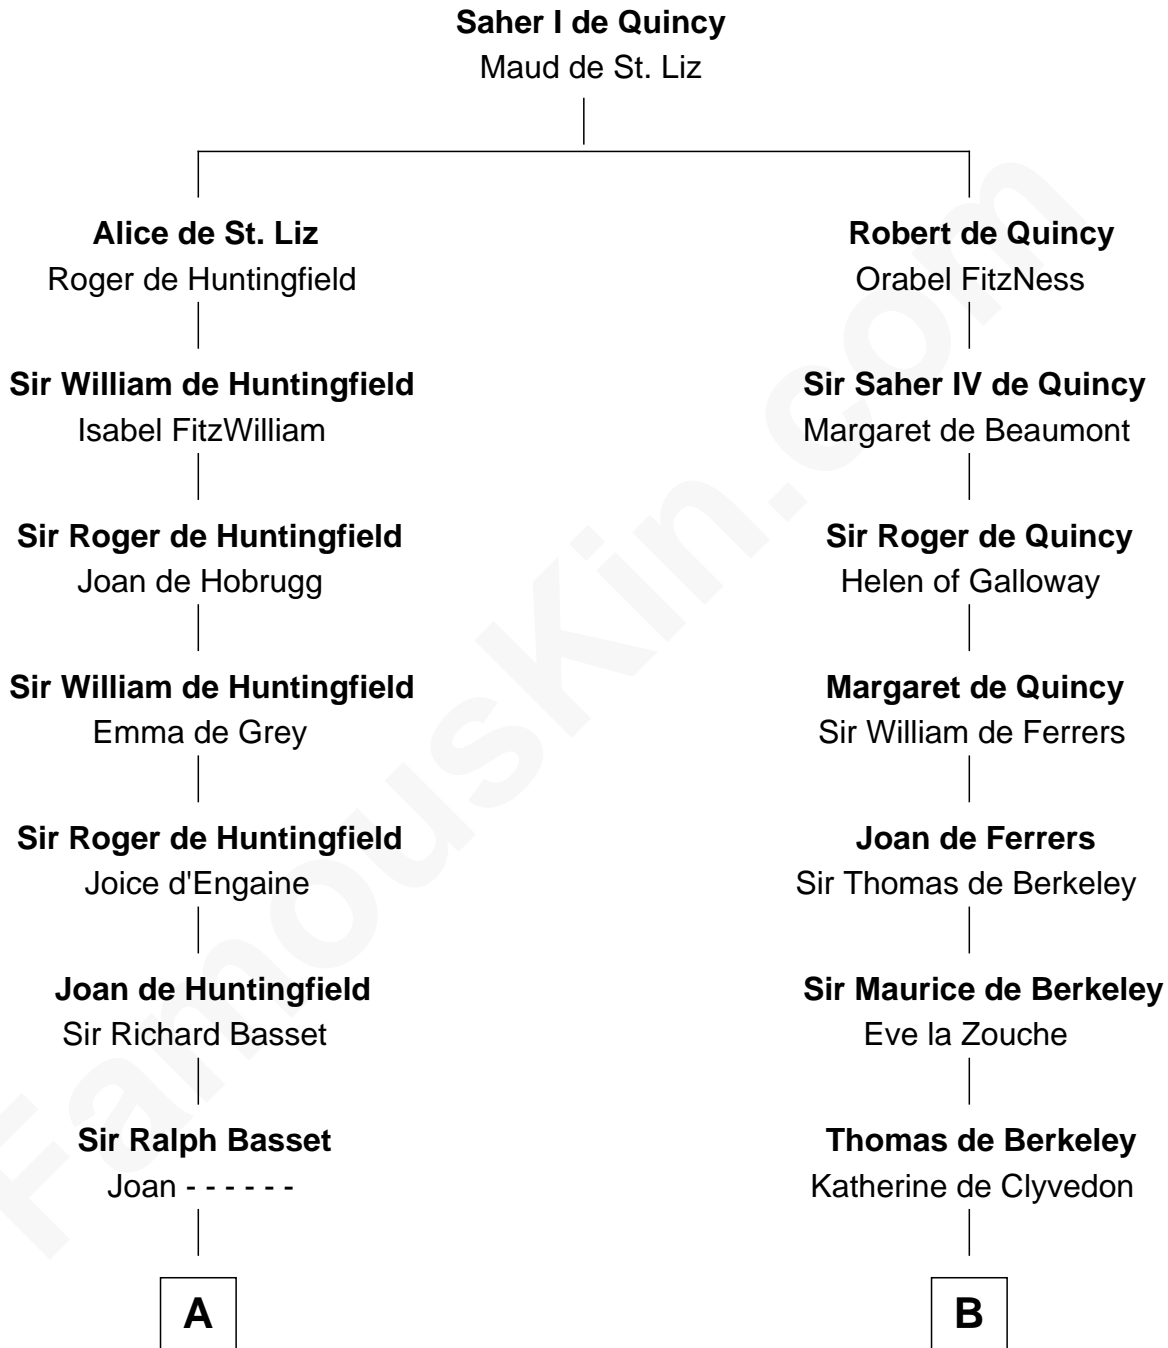 Saher I de Quincy
Maud de St. Liz
Alice de St. Liz
Roger de Huntingfield
Sir William de Huntingfield
Isabel FitzWilliam
Sir Roger de Huntingfield
Joan de Hobrugg
Sir William de Huntingfield
Emma de Grey
Sir Roger de Huntingfield
Joice d'Engaine
Joan de Huntingfield
Sir Richard Basset
Sir Ralph Basset
Joan - - - - - -
A
Robert de Quincy
Orabel FitzNess
Sir Saher IV de Quincy
Margaret de Beaumont
Sir Roger de Quincy
Helen of Galloway
Margaret de Quincy
Sir William de Ferrers
Joan de Ferrers
Sir Thomas de Berkeley
Sir Maurice de Berkeley
Eve la Zouche
Thomas de Berkeley
Katherine de Clyvedon
B
FamousKin.com